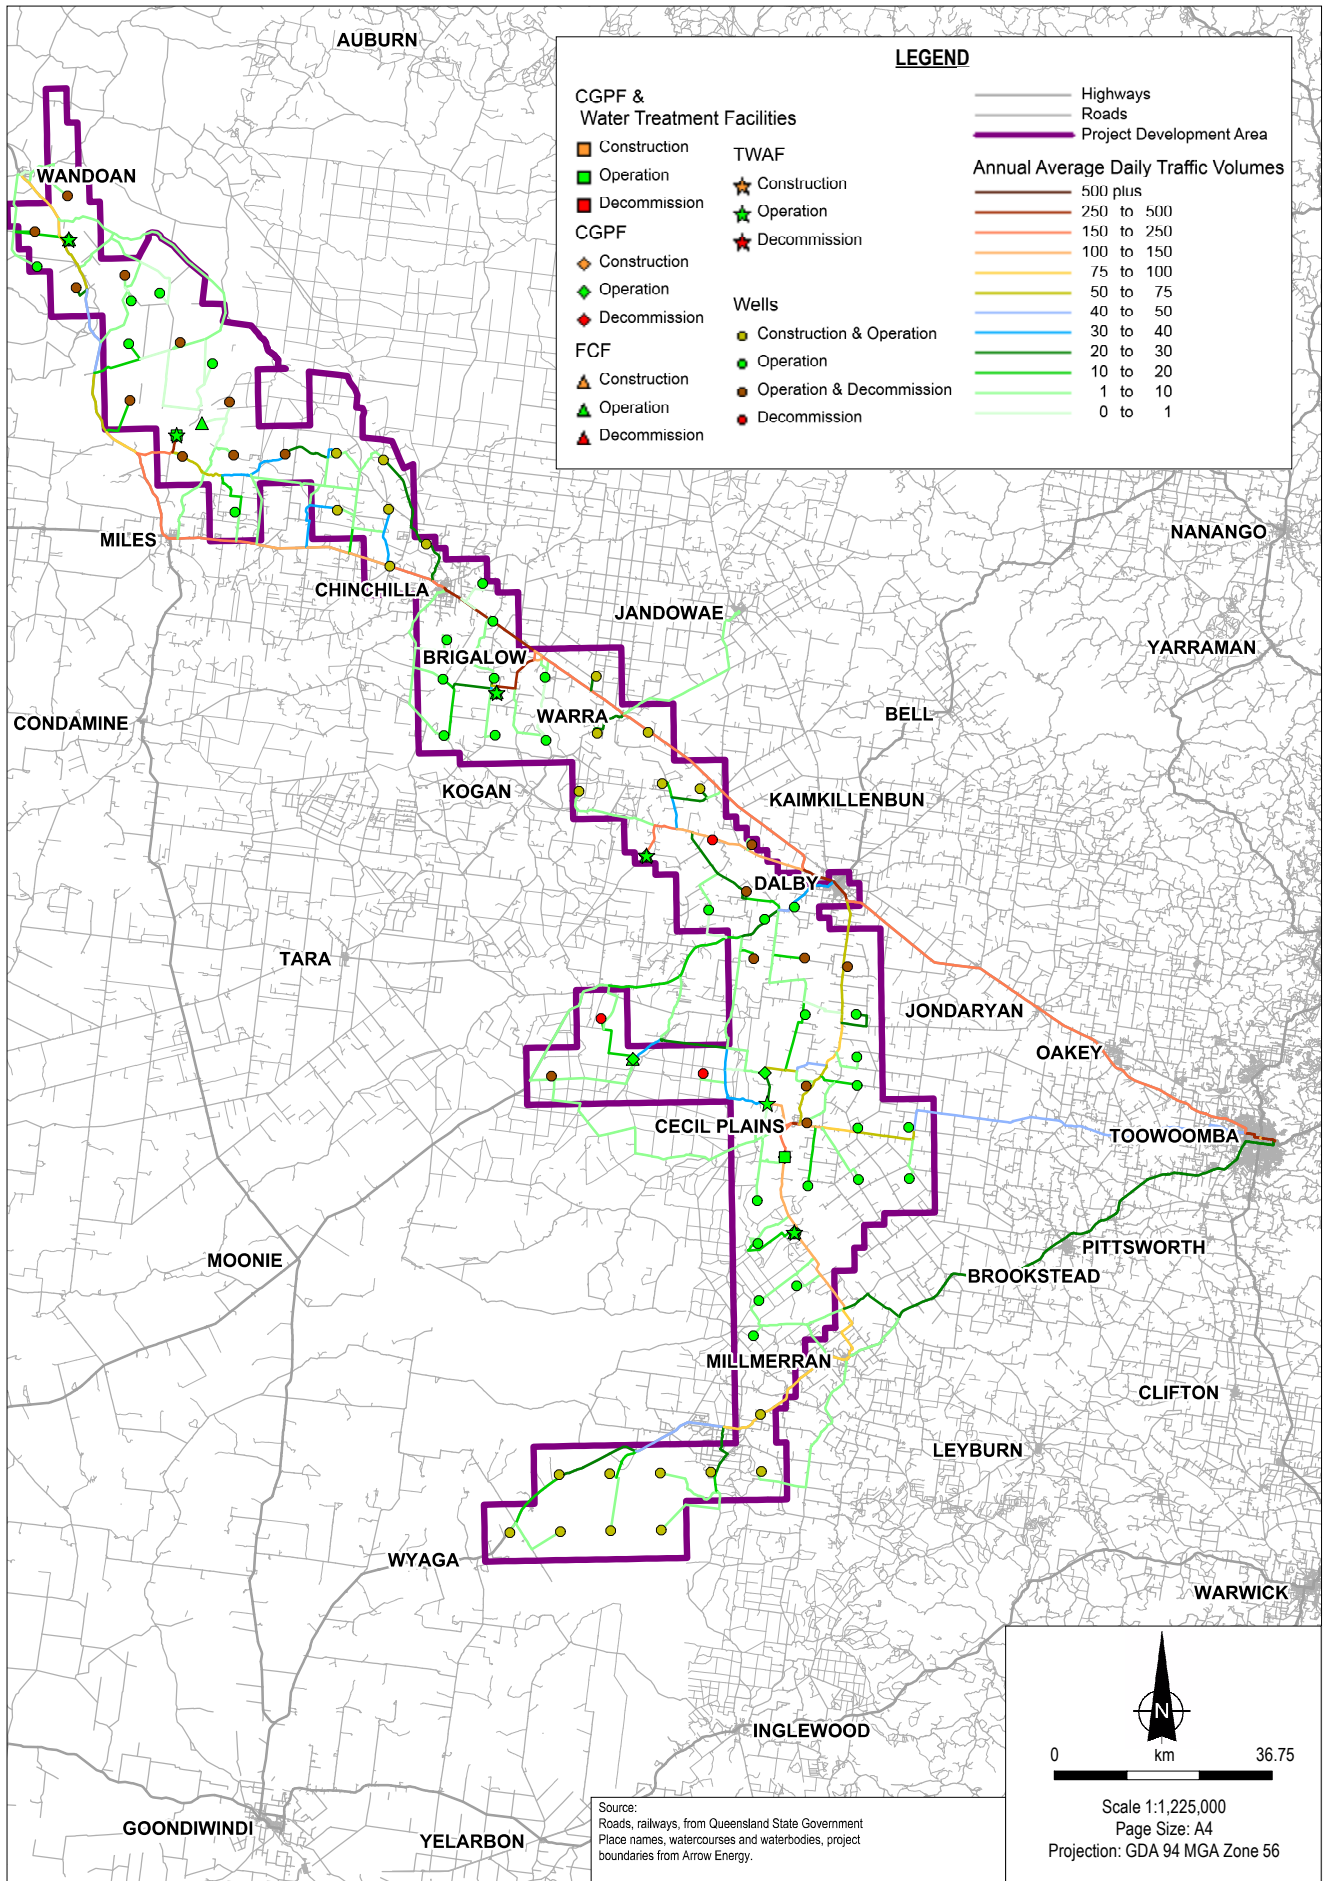 AUBURN
LEGEND
CGPF &
Water Treatment Facilities
Construction
Operation
Decommission
CGPF
Construction
Operation
Decommission
FCF
Construction
Operation
Decommission
TWAF
Construction
Operation
Decommission
Wells
Construction & Operation
Operation
Operation & Decommission
Decommission
Highways
Roads
Project Development Area
Annual Average Daily Traffic Volumes
500 plus
250 to 500
150 to 250
100 to 150
75 to 100
50 to 75
40 to 50
30 to 40
20 to 30
10 to 20
1 to 10
0 to 1
WANDOAN
MILES
NANANGO
CHINCHILLA
JANDOWAE
YARRAMAN
BRIGALOW
CONDAMINE
WARRA
BELL
KOGAN
KAIMKILLENBUN
DALBY
TARA
JONDARYAN
OAKEY
CECIL PLAINS
TOOWOOMBA
MOONIE
PITTSWORTH
BROOKSTEAD
MILLMERRAN
CLIFTON
LEYBURN
WYAGA
WARWICK
INGLEWOOD
GOONDIWINDI
YELARBON
Source:
Roads, railways, from Queensland State Government
Place names, watercourses and waterbodies, project
boundaries from Arrow Energy.
N
0 km 36.75
Scale 1:1,225,000
Page Size: A4
Projection: GDA 94 MGA Zone 56